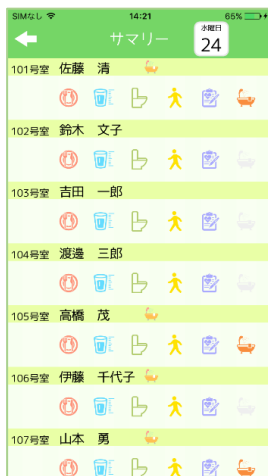 SIMなし 14:21 65%
サマリー
水曜日
24
101号室 佐藤 清
102号室 鈴木 文子
103号室 吉田 一郎
104号室 渡邊 三郎
105号室 高橋 茂
106号室 伊藤 千代子
107号室 山本 勇